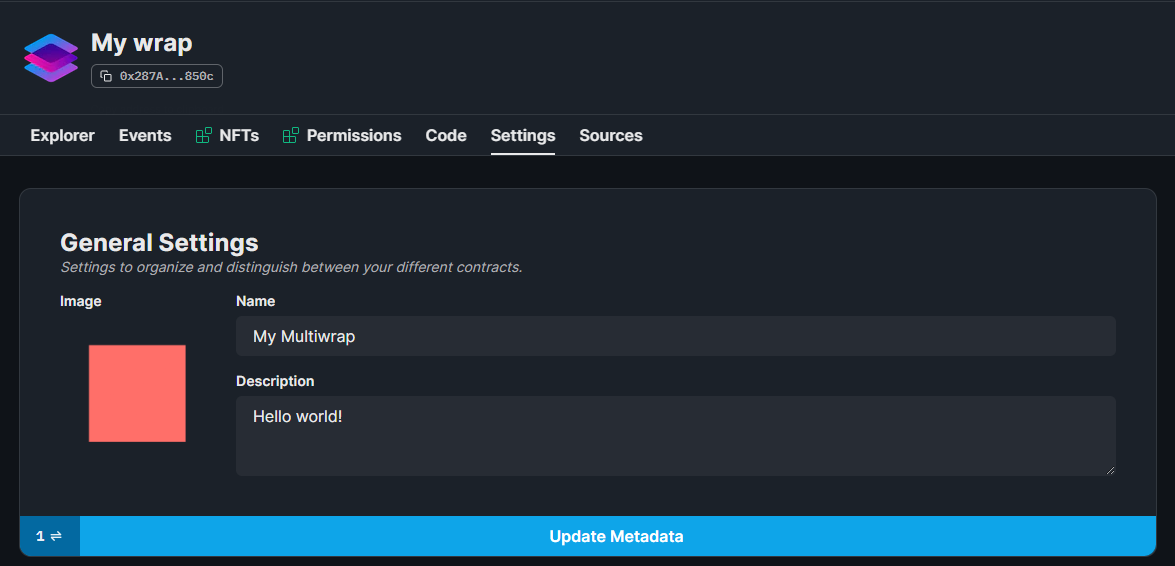 My wrap
0x287A...850c
Explorer Events NFTs Permissions Code Settings Sources
General Settings
Settings to organize and distinguish between your different contracts.
Image
Name
My Multiwrap
Description
Hello world!
1 ⇌ Update Metadata